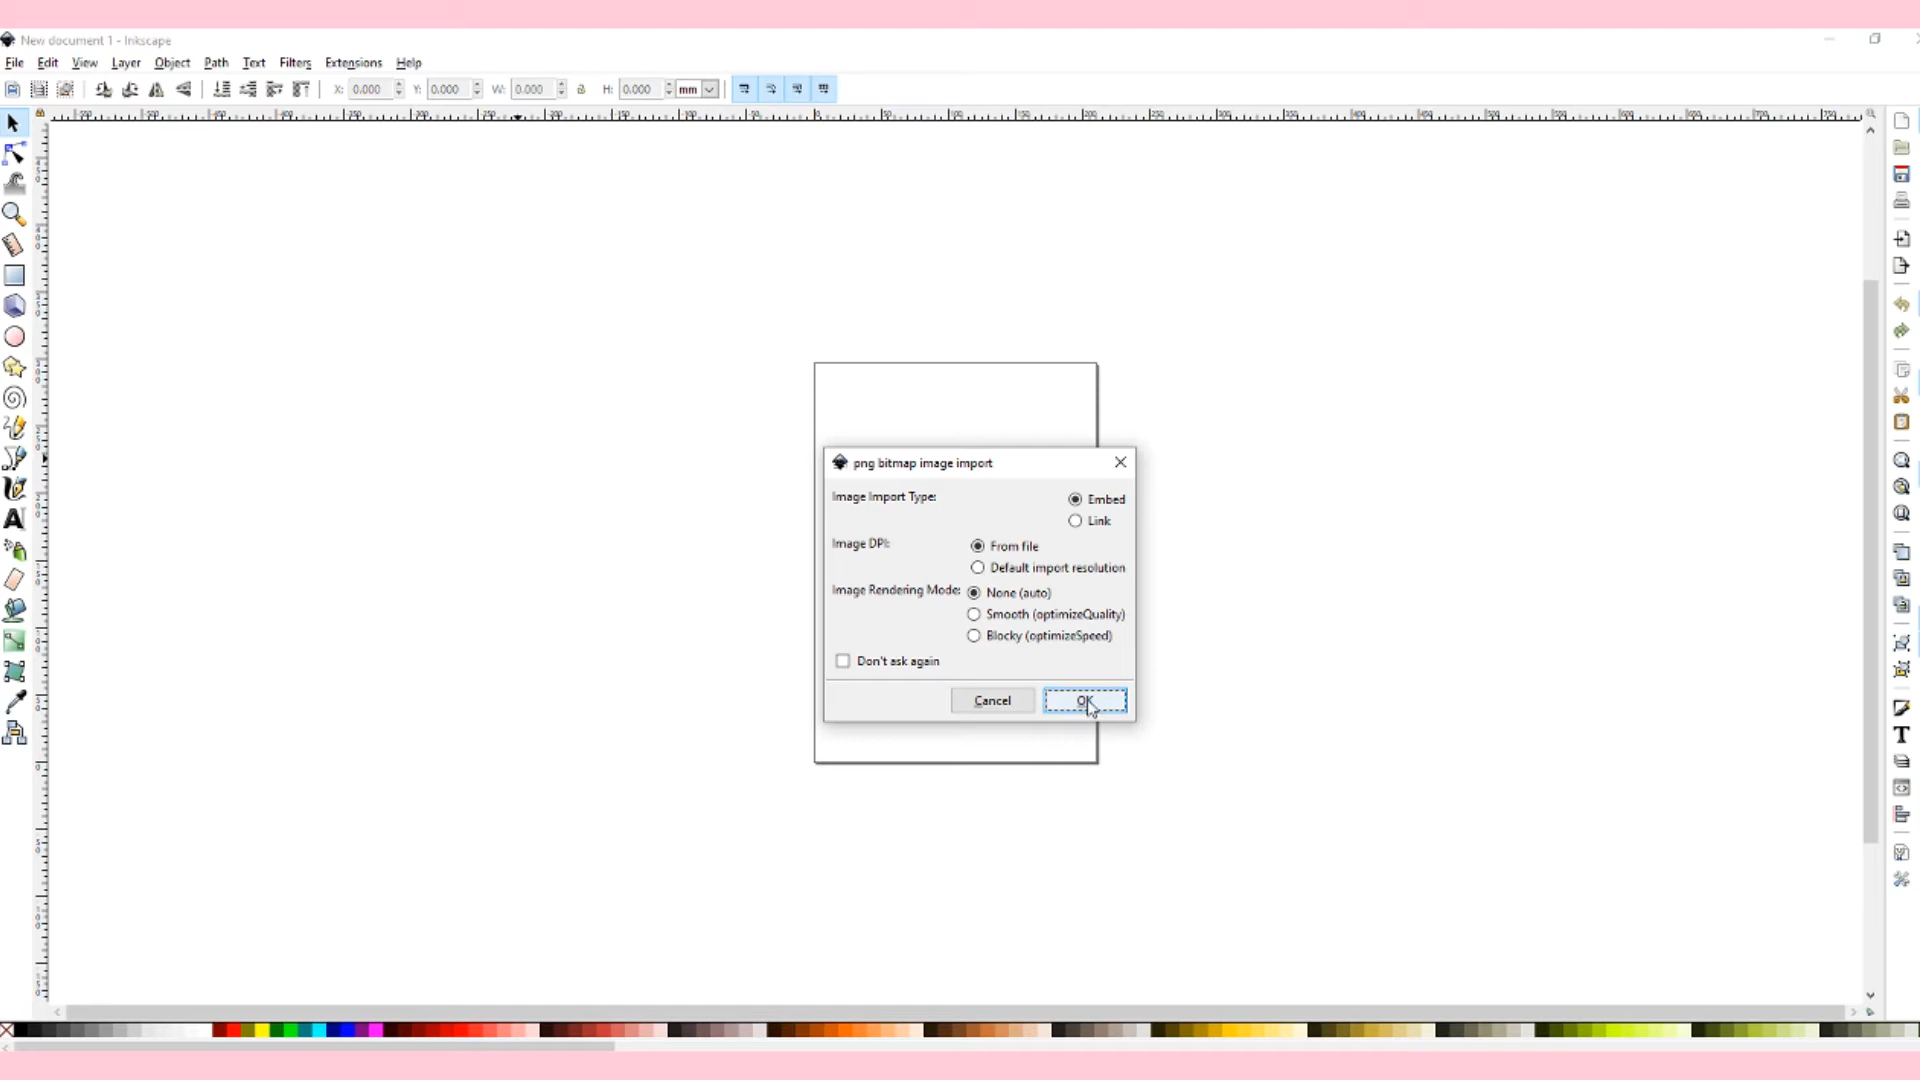 New document 1 - Inkscape
File Edit View Layer Object Path Text Filters Extensions Help
X: 0.000 Y: 0.000 W: 0.000 H: 0.000 mm
png bitmap image import
Image Import Type:
Embed
Link
Image DPI:
From file
Default import resolution
Image Rendering Mode:
None (auto)
Smooth (optimizeQuality)
Blocky (optimizeSpeed)
Don't ask again
Cancel OK